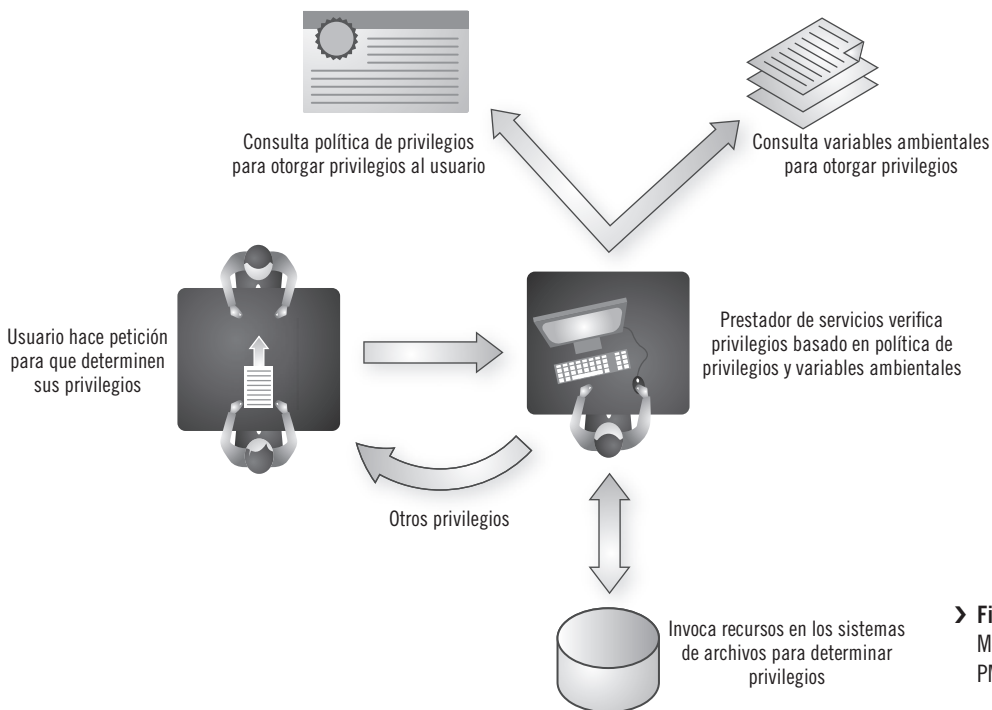 Consulta política de privilegios
para otorgar privilegios al usuario
Consulta variables ambientales
para otorgar privilegios
Usuario hace petición
para que determinen
sus privilegios
Prestador de servicios verifica
privilegios basado en política de
privilegios y variables ambientales
Otros privilegios
Invoca recursos en los sistemas
de archivos para determinar
privilegios